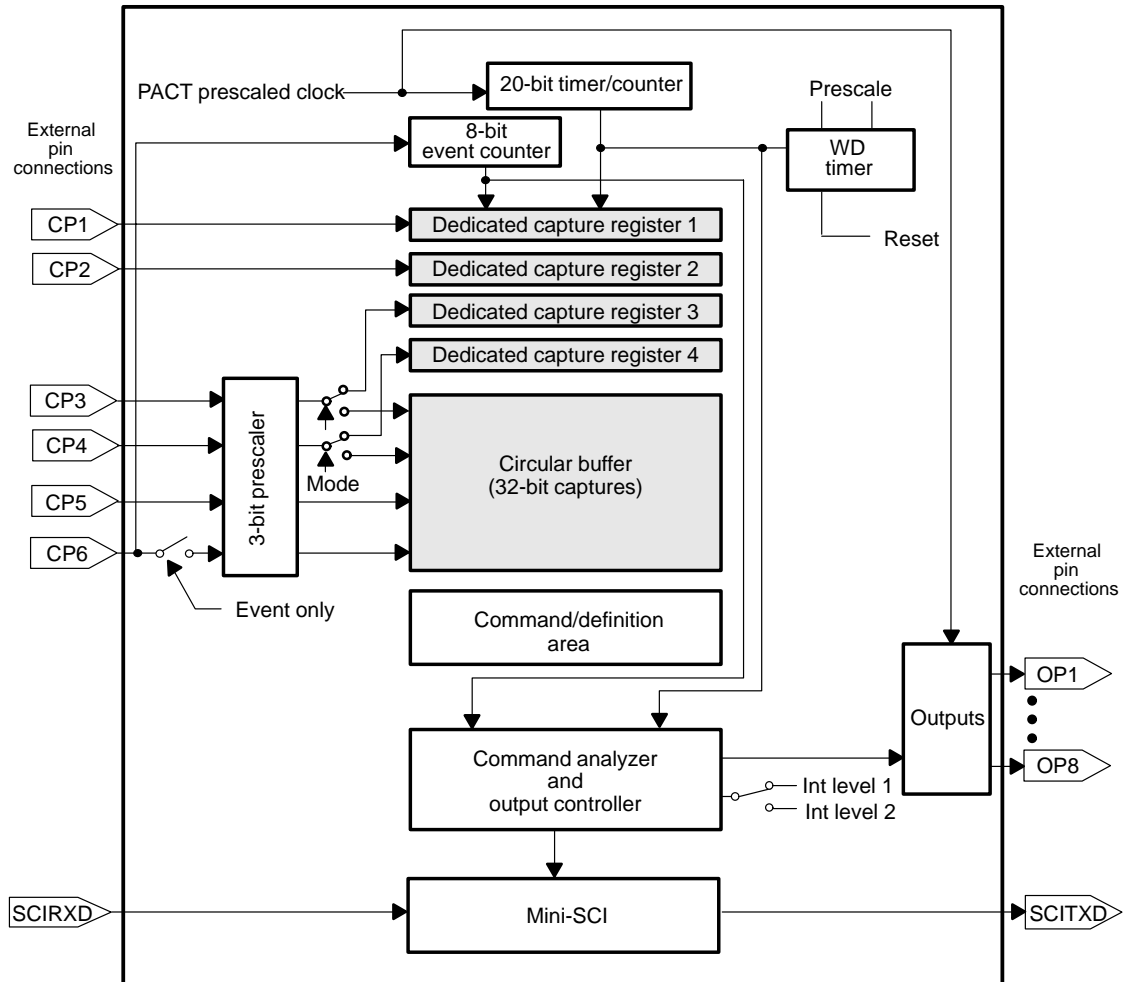 PACT prescaled clock
20-bit timer/counter
Prescale
External
pin
connections
8-bit
event counter
WD
timer
CP1
Dedicated capture register 1
Reset
CP2
Dedicated capture register 2
Dedicated capture register 3
Dedicated capture register 4
CP3
CP4
CP5
CP6
3-bit prescaler
Mode
Circular buffer
(32-bit captures)
Event only
External
pin
connections
Command/definition
area
Outputs
OP1
OP8
Command analyzer
and
output controller
Int level 1
Int level 2
SCIRXD
Mini-SCI
SCITXD